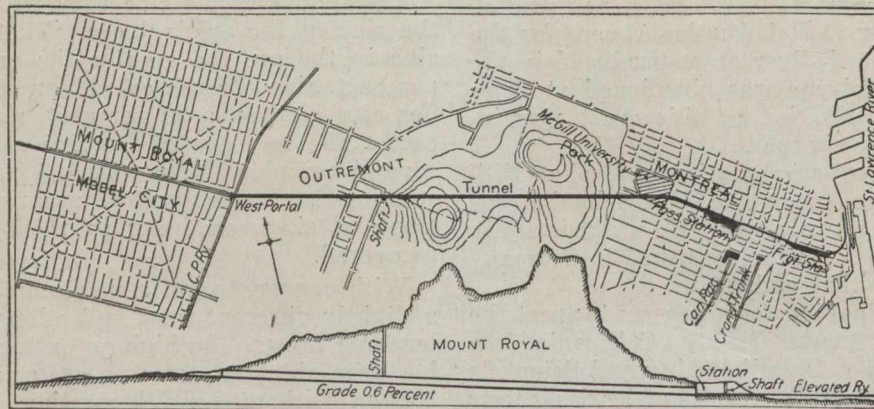 MOUNT ROYAL
MODEL CITY
C.P.Ry
West Portal
OUTREMONT
Shaft
Tunnel
McGill University
Park
MONTREAL
Pass Station
Frgt Sta
Can Pac
Grand Trunk
St Lawrence River
Shaft
MOUNT ROYAL
Station
Shaft Elevated Ry.
Grade 0.6 Percent